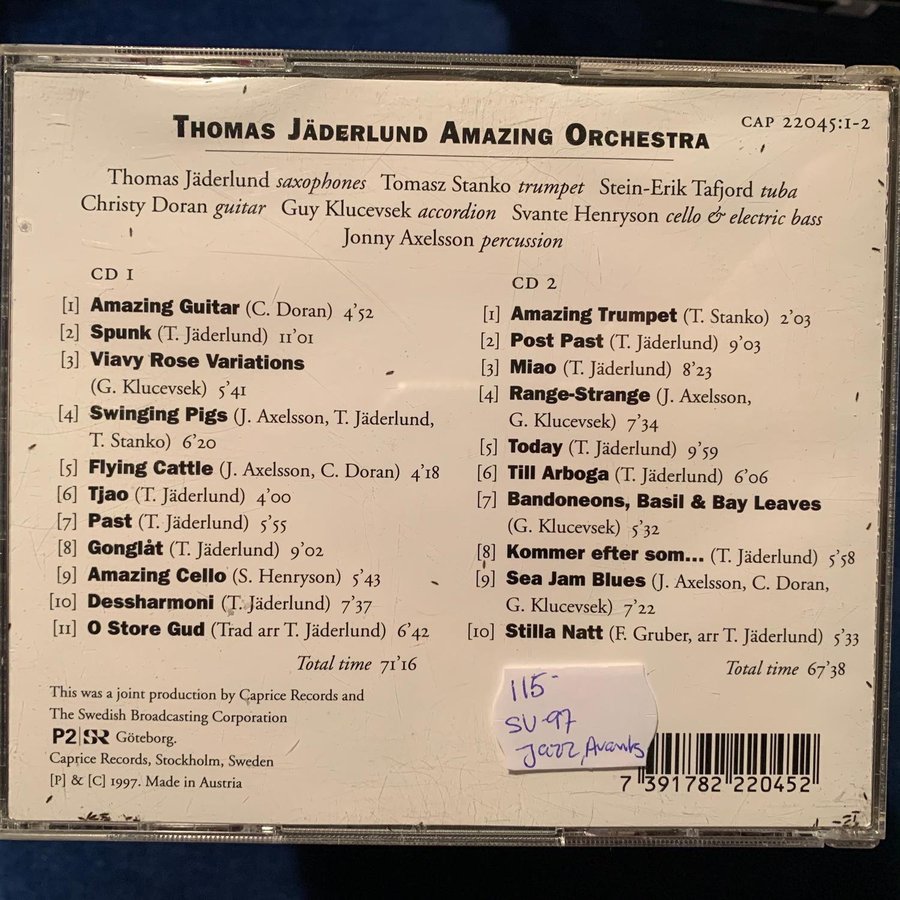 THOMAS JÄDERLUND AMAZING ORCHESTRA
CAP 22045:1-2
Thomas Jäderlund saxophones Tomasz Stanko trumpet Stein-Erik Tafjord tuba
Christy Doran guitar Guy Klucevsek accordion Svante Henryson cello & electric bass
Jonny Axelsson percussion
CD 1
[1] Amazing Guitar (C. Doran) 4'52
[2] Spunk (T. Jäderlund) 11'01
[3] Viavy Rose Variations
(G. Klucevsek) 5'41
[4] Swinging Pigs (J. Axelsson, T. Jäderlund,
T. Stanko) 6'20
[5] Flying Cattle (J. Axelsson, C. Doran) 4'18
[6] Tjao (T. Jäderlund) 4'00
[7] Past (T. Jäderlund) 5'55
[8] Gonglåt (T. Jäderlund) 9'02
[9] Amazing Cello (S. Henryson) 5'43
[10] Dessharmoni (T. Jäderlund) 7'37
[11] O Store Gud (Trad arr T. Jäderlund) 6'42
Total time 71'16
CD 2
[1] Amazing Trumpet (T. Stanko) 2'03
[2] Post Past (T. Jäderlund) 9'03
[3] Miao (T. Jäderlund) 8'23
[4] Range-Strange (J. Axelsson,
G. Klucevsek) 7'34
[5] Today (T. Jäderlund) 9'59
[6] Till Arboga (T. Jäderlund) 6'06
[7] Bandoneons, Basil & Bay Leaves
(G. Klucevsek) 5'32
[8] Kommer efter som... (T. Jäderlund) 5'58
[9] Sea Jam Blues (J. Axelsson, C. Doran,
G. Klucevsek) 7'22
[10] Stilla Natt (F. Gruber, arr T. Jäderlund) 5'33
Total time 67'38
This was a joint production by Caprice Records and
The Swedish Broadcasting Corporation
P2 SR Göteborg.
Caprice Records, Stockholm, Sweden
[P] & [C] 1997. Made in Austria
115-
SV-97
Jazz, Avantg
7 391782 220452